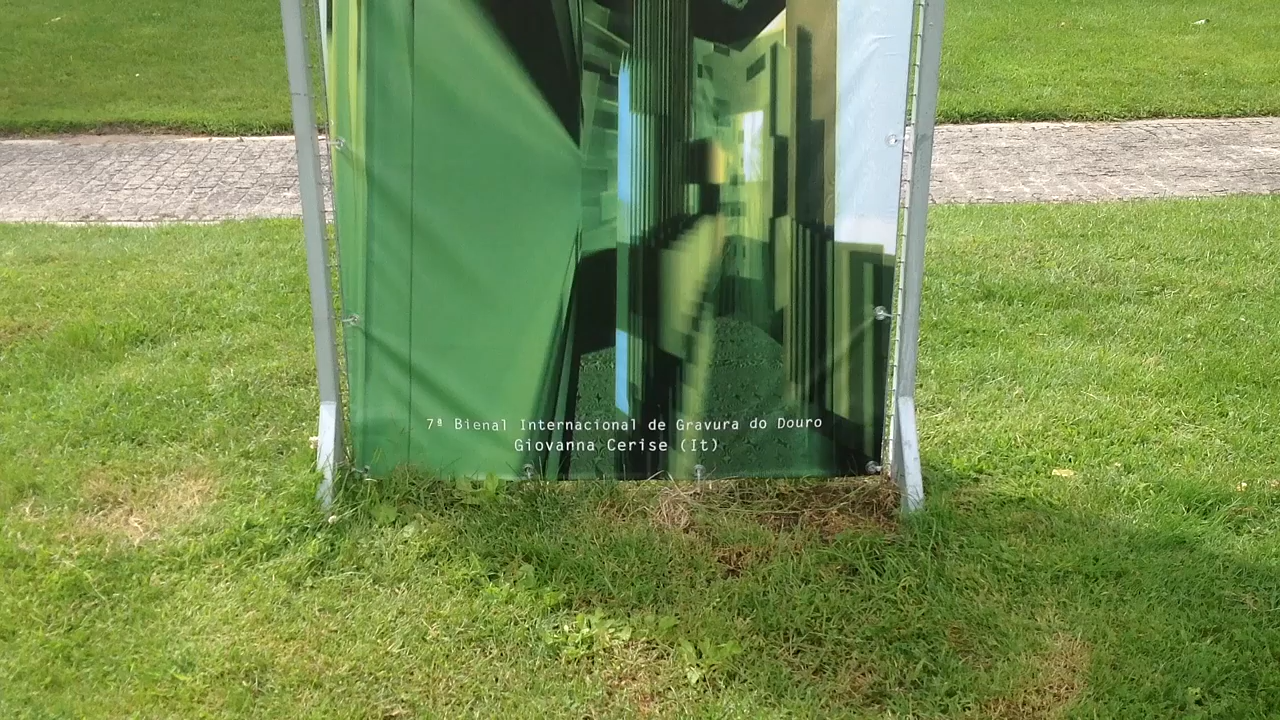 7ª Bienal Internacional de Gravura do Douro
Giovanna Cerise (It)